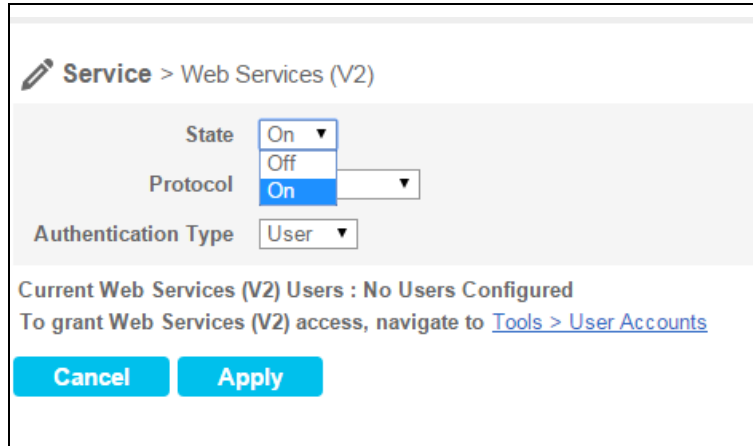 Service > Web Services (V2)
State On
Off
Protocol On
Authentication Type User
Current Web Services (V2) Users : No Users Configured
To grant Web Services (V2) access, navigate to Tools > User Accounts
Cancel Apply